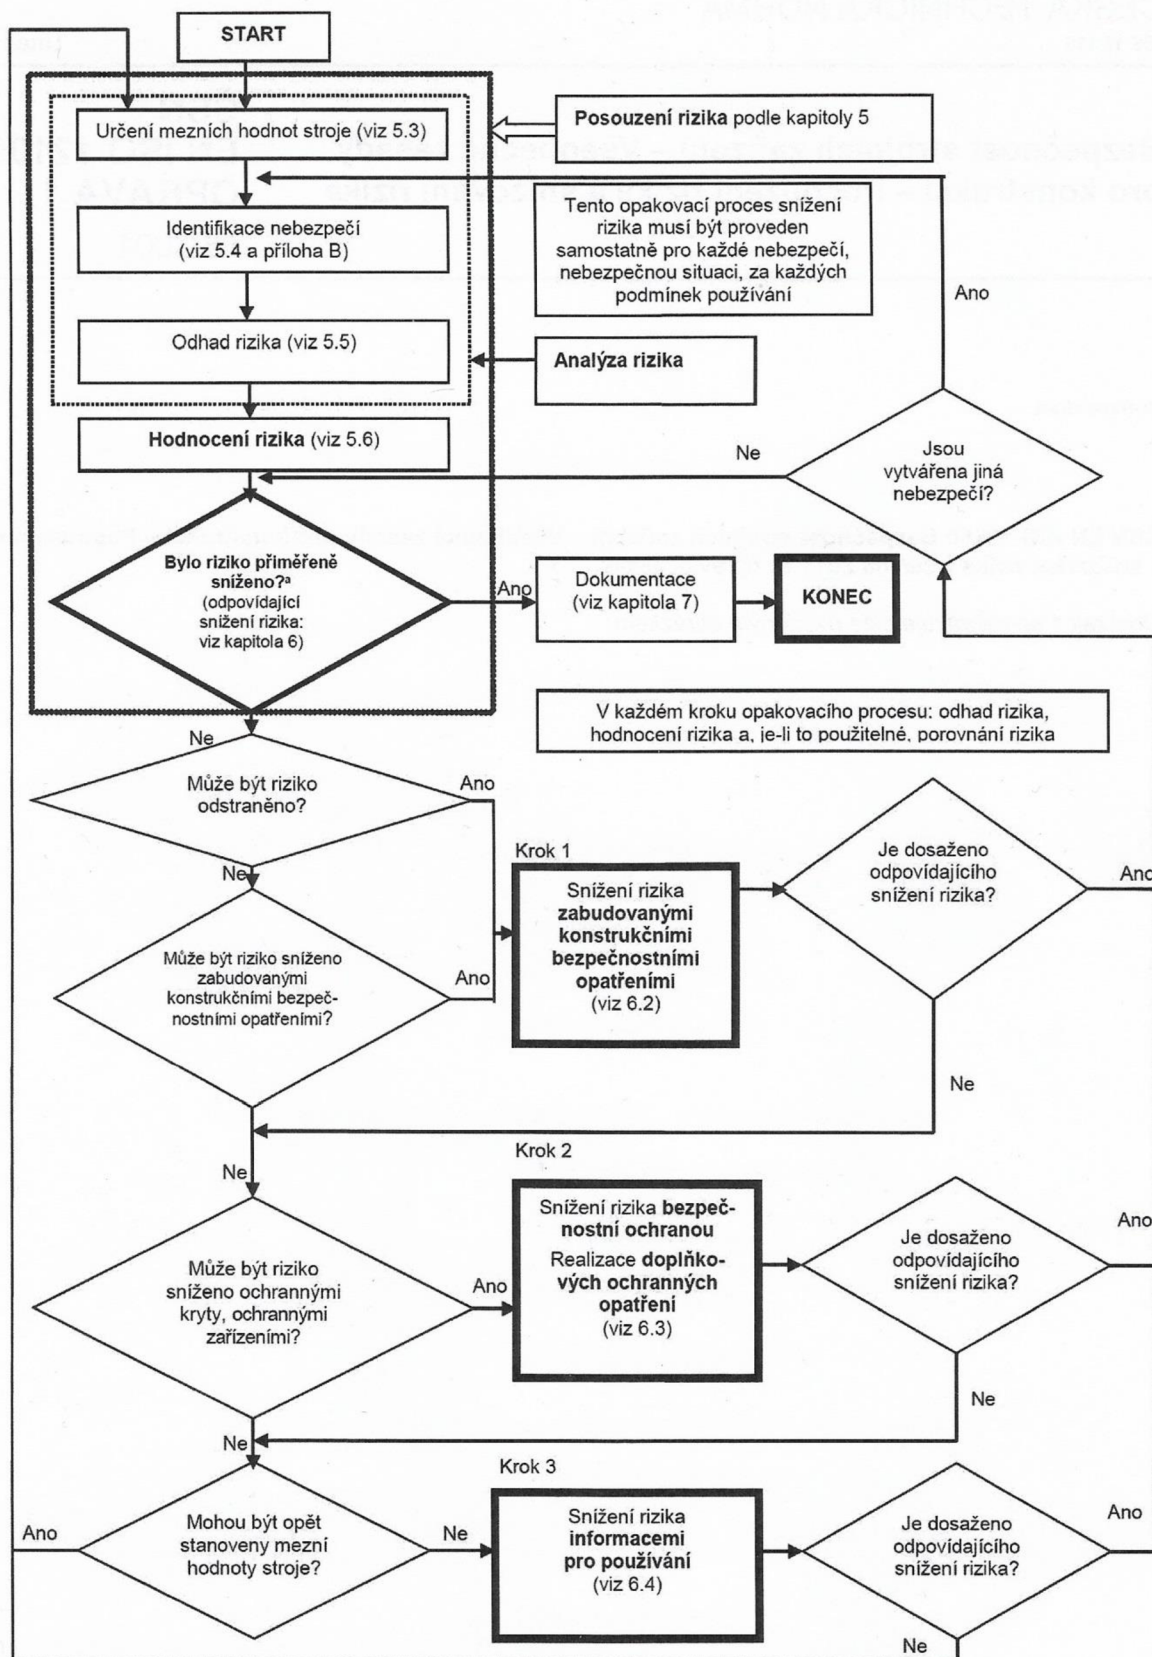 START
Určení mezních hodnot stroje (viz 5.3)
Posouzení rizika podle kapitoly 5
Identifikace nebezpečí
(viz 5.4 a příloha B)
Tento opakovací proces snížení
rizika musí být proveden
samostatně pro každé nebezpečí,
nebezpečnou situaci, za každých
podmínek používání
Ano
Odhad rizika (viz 5.5)
Analýza rizika
Hodnocení rizika (viz 5.6)
Ne
Jsou
vytvářena jiná
nebezpečí?
Bylo riziko přiměřeně
sníženo?ª
(odpovídající
snížení rizika:
viz kapitola 6)
Ano
Dokumentace
(viz kapitola 7)
KONEC
V každém kroku opakovacího procesu: odhad rizika,
hodnocení rizika a, je-li to použitelné, porovnání rizika
Ne
Může být riziko
odstraněno?
Ano
Krok 1
Snížení rizika
zabudovanými
konstrukčními
bezpečnostními
opatřeními
(viz 6.2)
Je dosaženo
odpovídajícího
snížení rizika?
Ano
Ne
Může být riziko sníženo
zabudovanými
konstrukčními bezpeč-
nostními opatřeními?
Ano
Ne
Krok 2
Ne
Snížení rizika bezpeč-
nostní ochranou
Realizace doplňko-
vých ochranných
opatření
(viz 6.3)
Může být riziko
sníženo ochrannými
kryty, ochrannými
zařízeními?
Ano
Je dosaženo
odpovídajícího
snížení rizika?
Ano
Ne
Ne
Krok 3
Ano
Mohou být opět
stanoveny mezní
hodnoty stroje?
Ne
Snížení rizika
informacemi
pro používání
(viz 6.4)
Je dosaženo
odpovídajícího
snížení rizika?
Ano
Ne